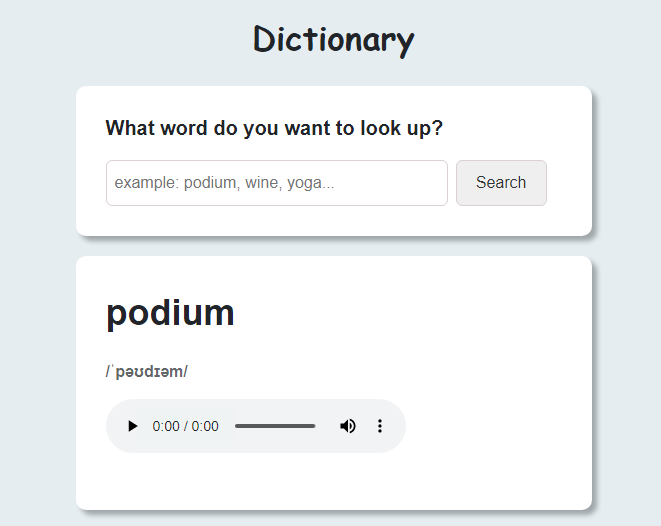 Dictionary
What word do you want to look up?
example: podium, wine, yoga...
Search
podium
/ˈpəʊdɪəm/
0:00 / 0:00